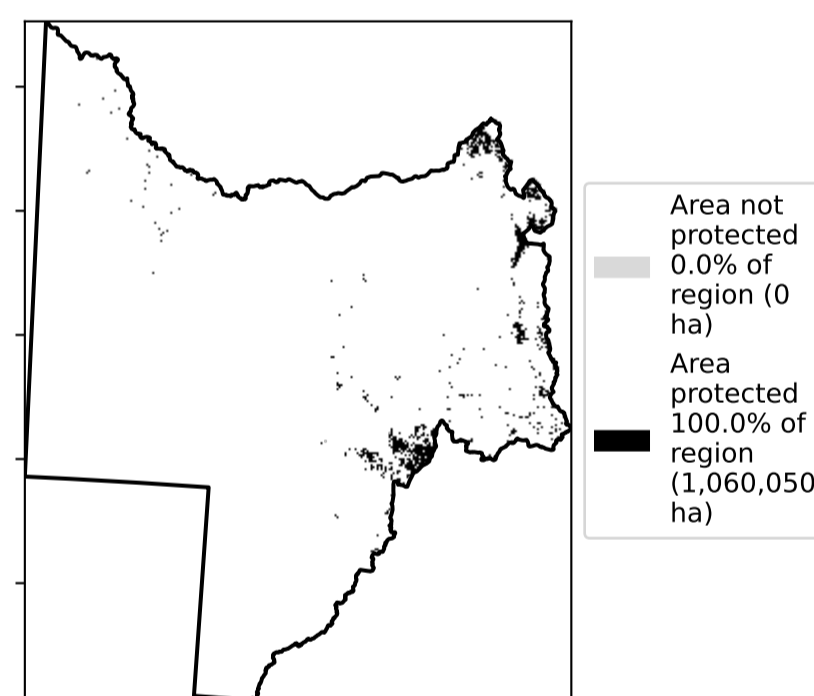 Area not
protected
0.0% of
region (0
ha)
Area
protected
100.0% of
region
(1,060,050
ha)